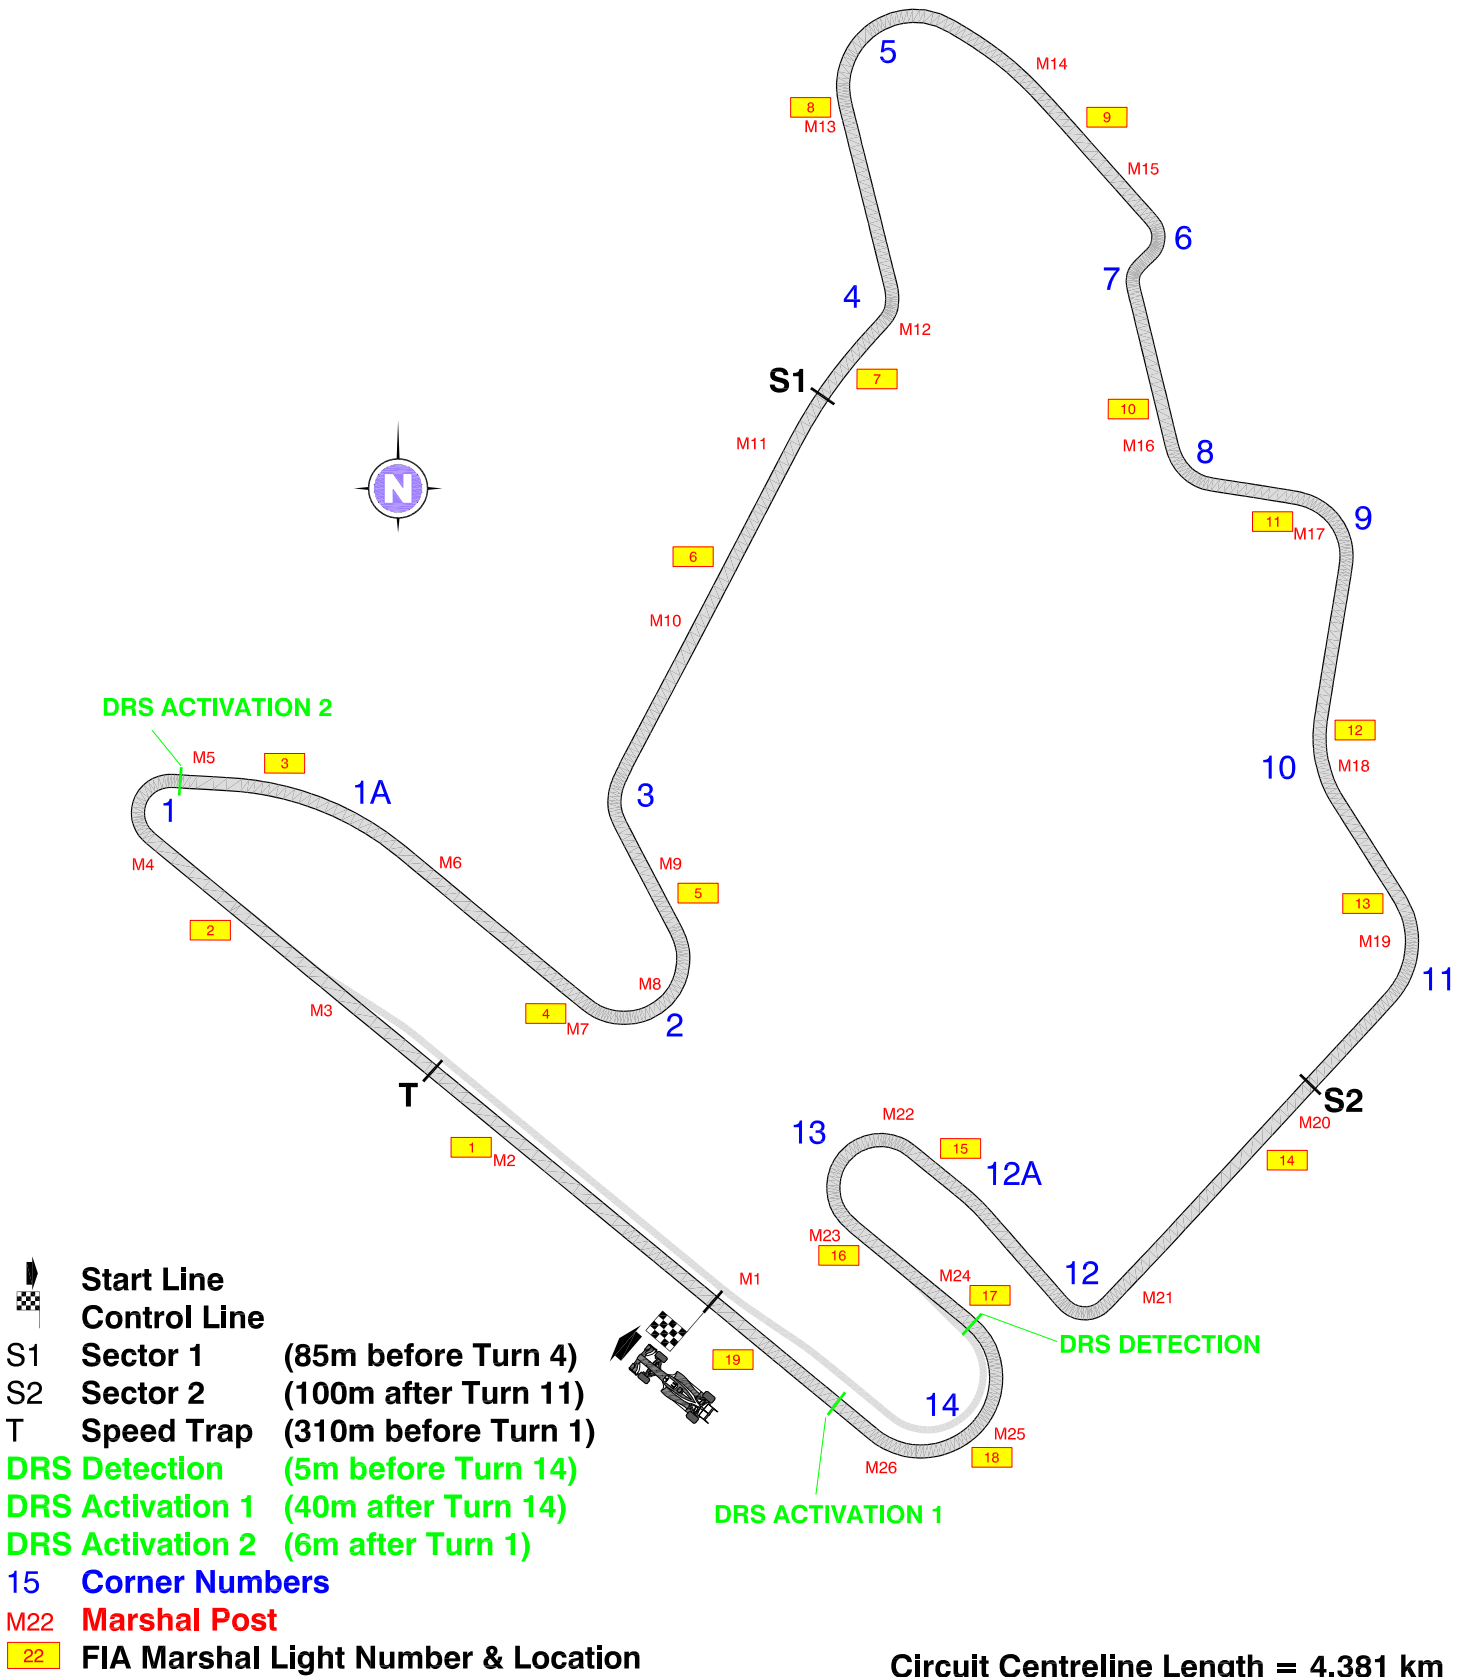 5
M14
8
M13
9
M15
6
7
4
M12
S1
7
10
M11
M16
8
N
9
11
M17
6
M10
DRS ACTIVATION 2
12
M5
3
10
M18
1A
3
1
M4
M6
M9
5
13
2
M19
11
M8
M3
4
M7
2
T
S2
M22
M20
13
1
M2
15
14
12A
M23
16
M24
12
M1
17
M21
DRS DETECTION
19
14
M25
18
M26
DRS ACTIVATION 1
Start Line
Control Line
S1 Sector 1 (85m before Turn 4)
S2 Sector 2 (100m after Turn 11)
T Speed Trap (310m before Turn 1)
DRS Detection (5m before Turn 14)
DRS Activation 1 (40m after Turn 14)
DRS Activation 2 (6m after Turn 1)
15 Corner Numbers
M22 Marshal Post
22 FIA Marshal Light Number & Location
Circuit Centreline Length = 4.381 km